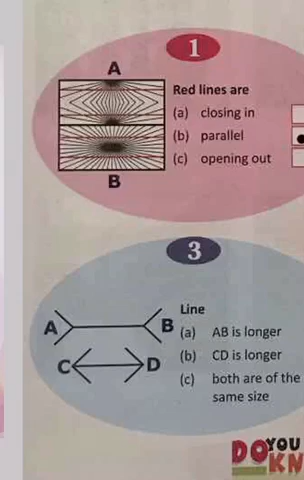 1
A
Red lines are
(a) closing in
(b) parallel
(c) opening out
B
3
Line
A
B
(a) AB is longer
C
D
(b) CD is longer
(c) both are of the
same size
DO YOU
KN